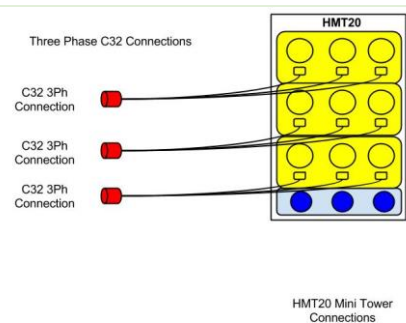 HMT20
Three Phase C32 Connections
C32 3Ph
Connection
C32 3Ph
Connection
C32 3Ph
Connection
HMT20 Mini Tower
Connections